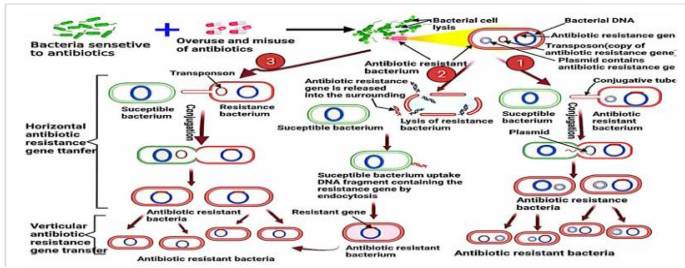 Bacteria sensetive
to antibiotics
Overuse and misuse
of antibiotics
Bacterial cell
lysis
Antibiotic resistant
bacterium
Bacterial DNA
Antibiotic resistance gen
Transposon(copy of
antibiotic resistance gene)
Plasmid contains
antibiotic resistance ge
3
2
1
Transponson
Suceptible
bacterium
Resistance
bacterium
Conjugation
Antibiotic resistant
bacteria
Antibiotic resistant bacteria
Horizontal
antibiotic
resistance
gene tranfer
Verticular
antibiotic
resistance
gene transfer
Antibiotic resistance
gene is released
into the surrounding
Suceptible bacterium
Lysis of resistance
bacterium
Suceptible bacterium uptake
DNA fragment containing the
resistance gene by
endocytosis
Resistant gene
Antibiotic resistant
bacterium
Conjugative tube
Suceptible
bacterium
Antibiotic
resistant
bacterium
Conjugation
Plasmid
Antibiotic resistance
bacteria
Antibiotic resistant bacteria